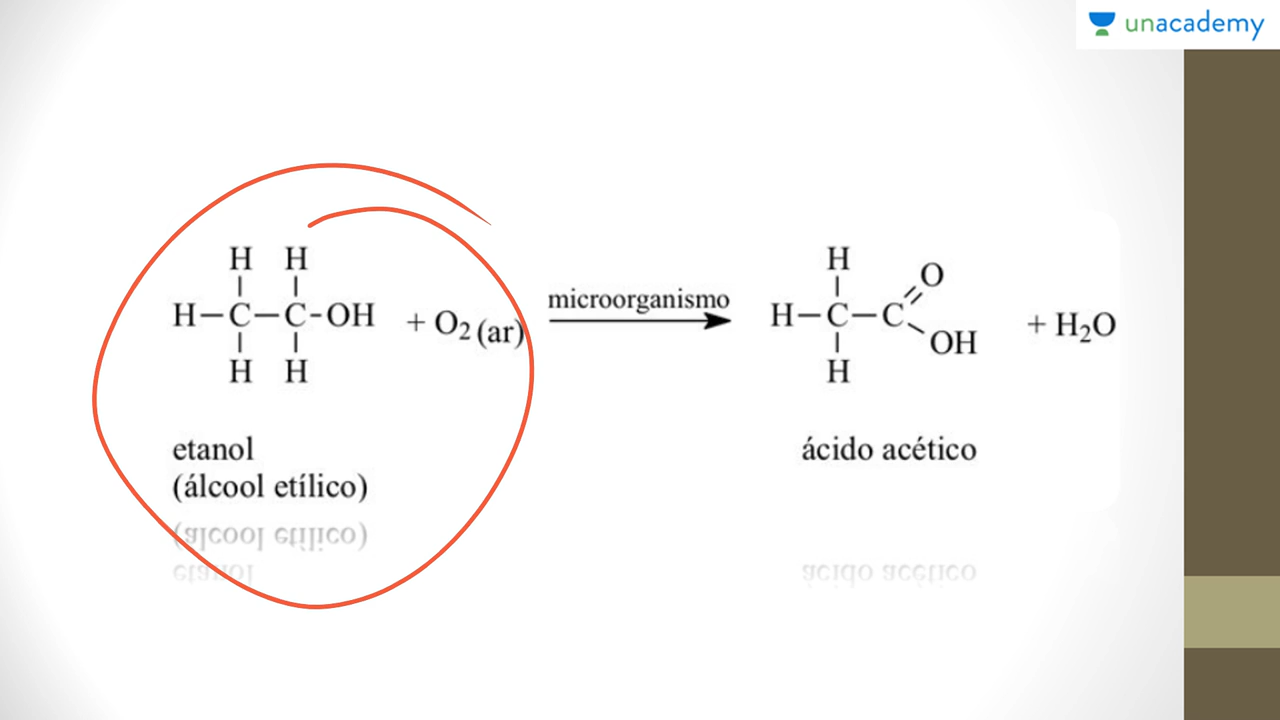 unacademy
H H
H–C–C-OH + O₂ (ar)
H H
microorganismo
H
H–C–C
O
OH
H
+ H₂O
etanol
(álcool etílico)
ácido acético